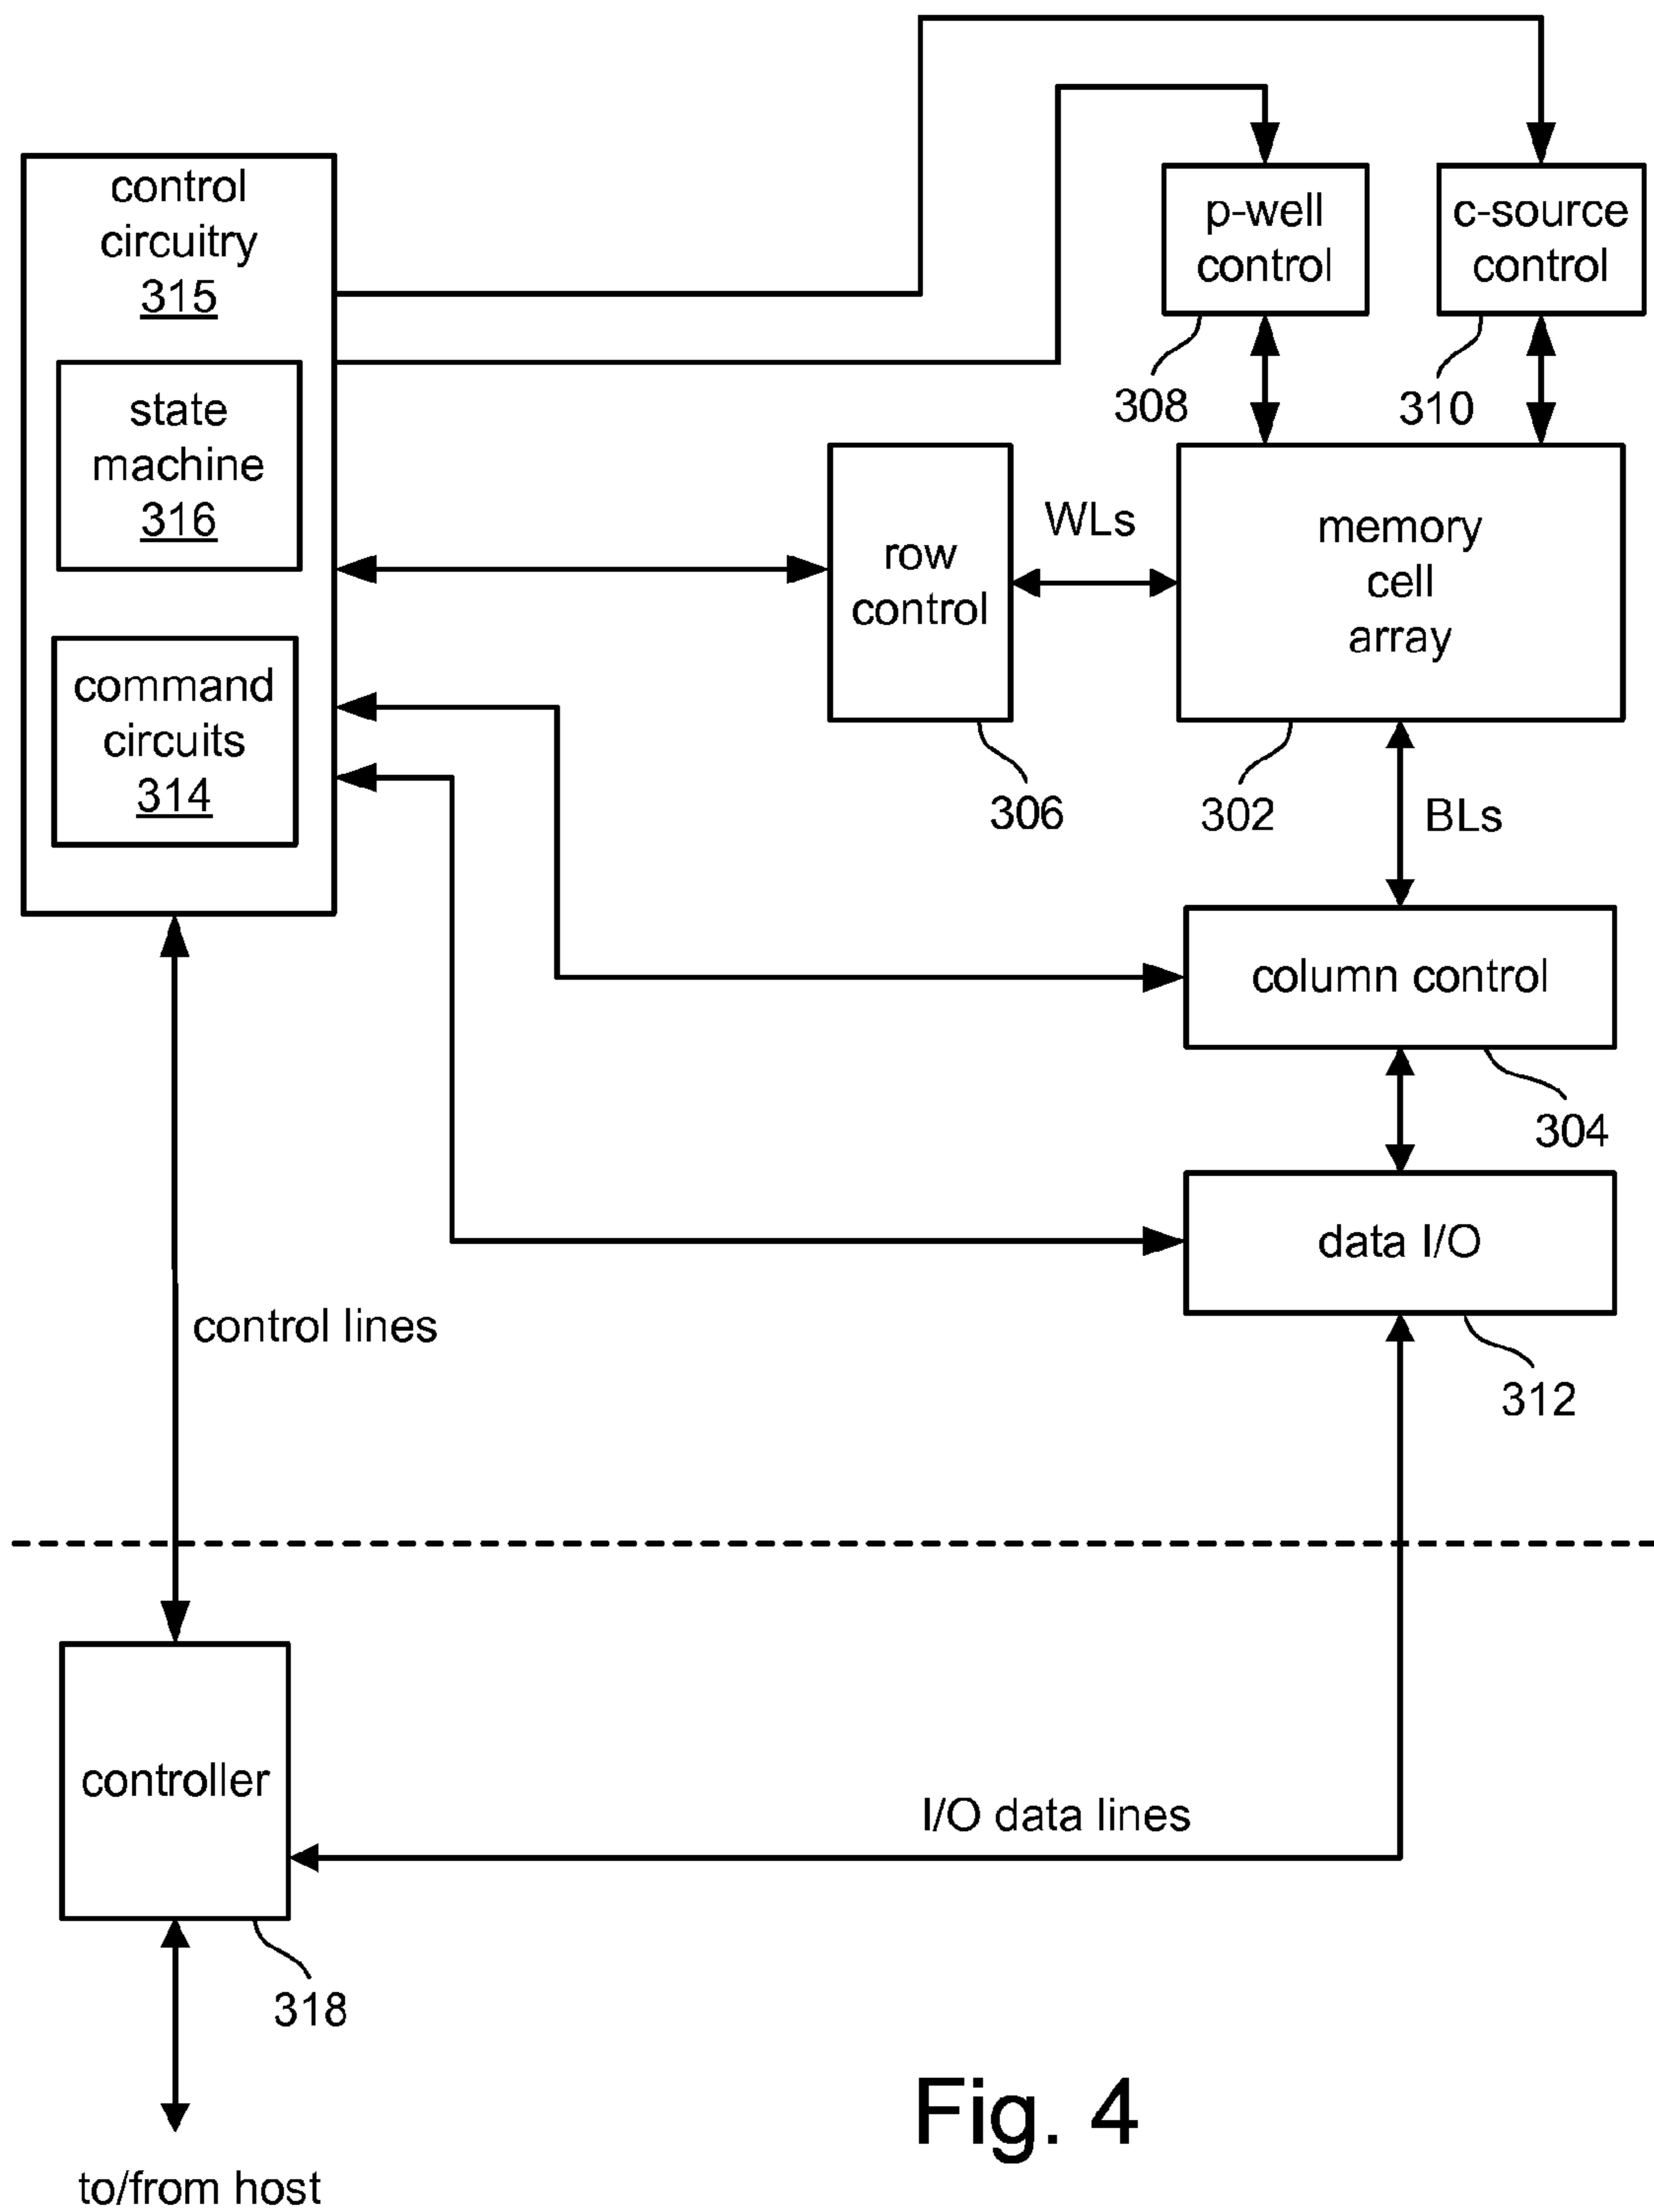 control
circuitry
315
state
machine
316
command
circuits
314
p-well
control
308
c-source
control
310
row
control
306
WLs
memory
cell
array
302
BLs
column control
304
data I/O
312
control lines
controller
318
I/O data lines
to/from host
Fig. 4